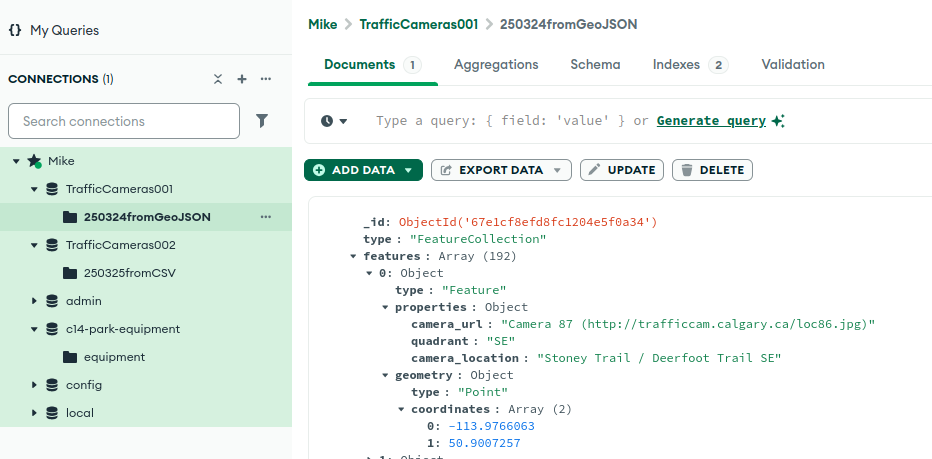 {} My Queries
CONNECTIONS (1)
Search connections
Mike
TrafficCameras001
250324fromGeoJSON
TrafficCameras002
250325fromCSV
admin
c14-park-equipment
equipment
config
local
Mike > TrafficCameras001 > 250324fromGeoJSON
Documents 1 Aggregations Schema Indexes 2 Validation
Type a query: { field: 'value' } or Generate query
ADD DATA EXPORT DATA UPDATE DELETE
_id: ObjectId('67e1cf8efd8fc1204e5f0a34')
type : "FeatureCollection"
features : Array (192)
0: Object
type : "Feature"
properties : Object
camera_url : "Camera 87 (http://trafficcam.calgary.ca/loc86.jpg)"
quadrant : "SE"
camera_location : "Stoney Trail / Deerfoot Trail SE"
geometry : Object
type : "Point"
coordinates : Array (2)
0: -113.9766063
1: 50.9007257
1: Object